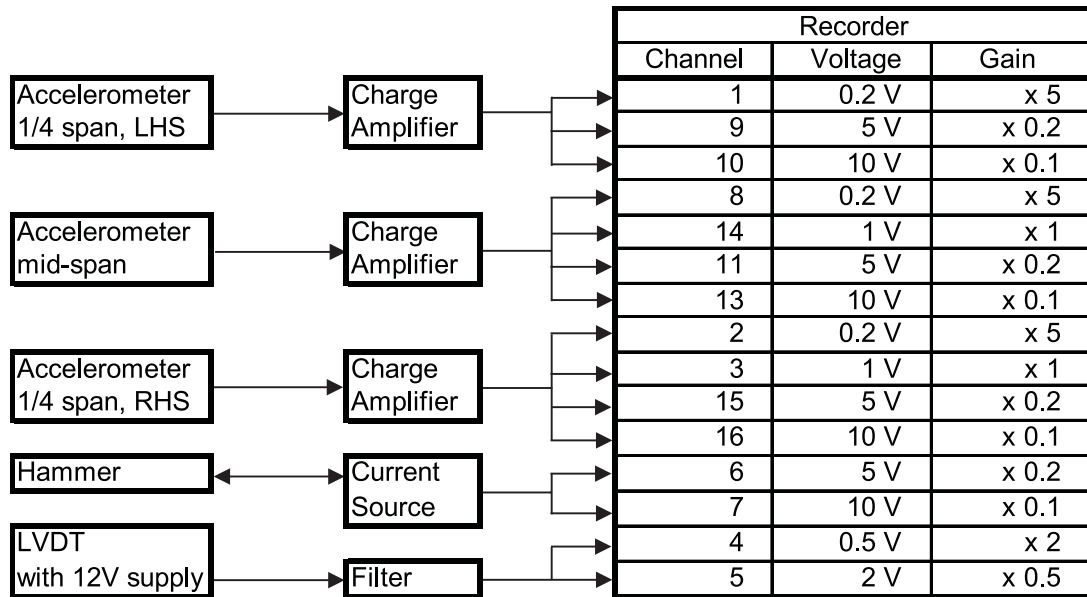 Recorder
Channel Voltage Gain
Accelerometer
1/4 span, LHS
Charge
Amplifier
1 0.2 V x 5
9 5 V x 0.2
10 10 V x 0.1
Accelerometer
mid-span
Charge
Amplifier
8 0.2 V x 5
14 1 V x 1
11 5 V x 0.2
13 10 V x 0.1
Accelerometer
1/4 span, RHS
Charge
Amplifier
2 0.2 V x 5
3 1 V x 1
15 5 V x 0.2
16 10 V x 0.1
Hammer
Current
Source
6 5 V x 0.2
7 10 V x 0.1
LVDT
with 12V supply
Filter
4 0.5 V x 2
5 2 V x 0.5